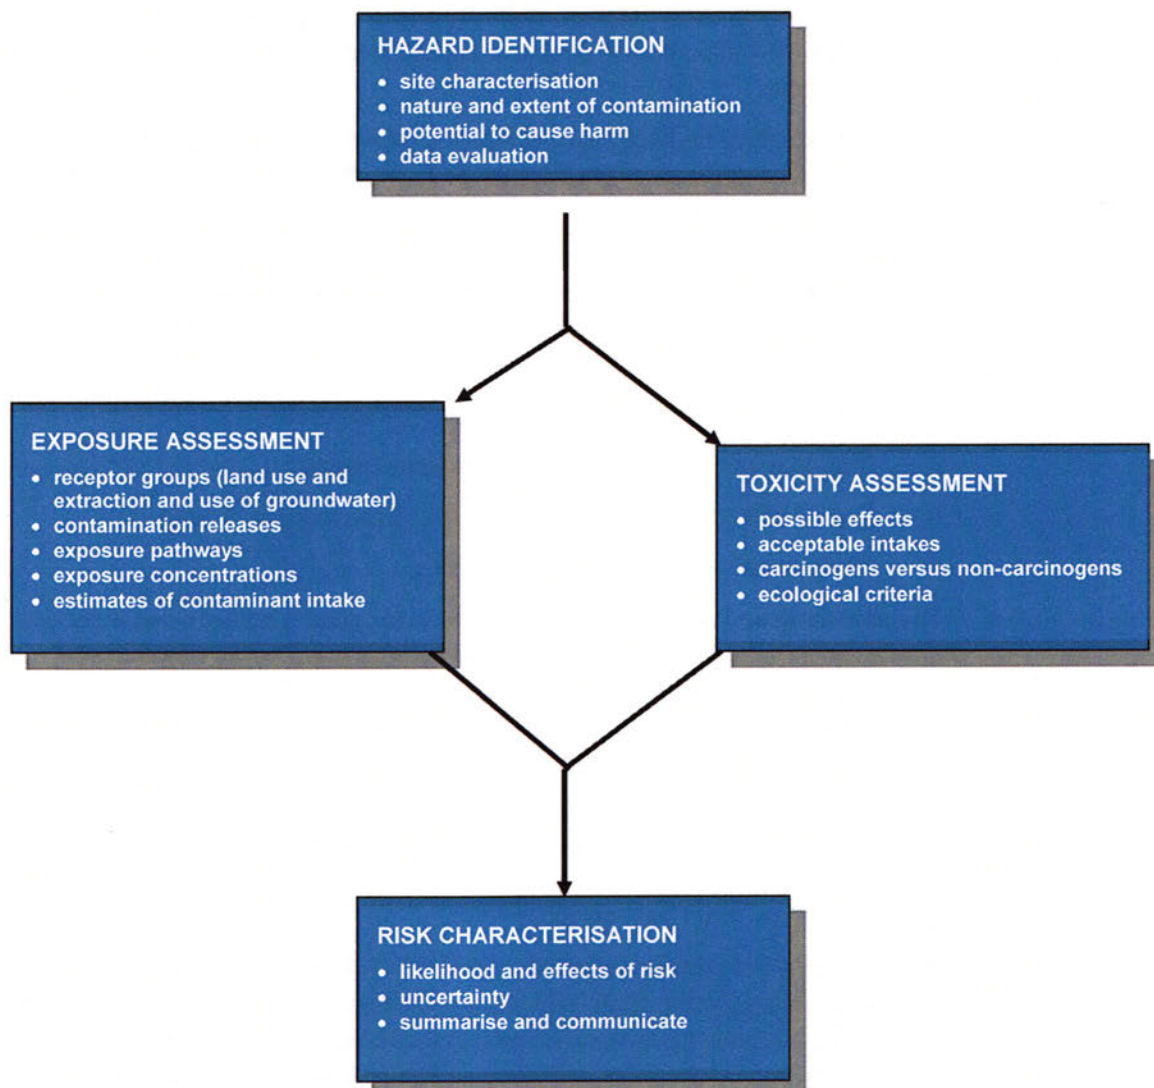 HAZARD IDENTIFICATION
• site characterisation
• nature and extent of contamination
• potential to cause harm
• data evaluation
EXPOSURE ASSESSMENT
• receptor groups (land use and
extraction and use of groundwater)
• contamination releases
• exposure pathways
• exposure concentrations
• estimates of contaminant intake
TOXICITY ASSESSMENT
• possible effects
• acceptable intakes
• carcinogens versus non-carcinogens
• ecological criteria
RISK CHARACTERISATION
• likelihood and effects of risk
• uncertainty
• summarise and communicate